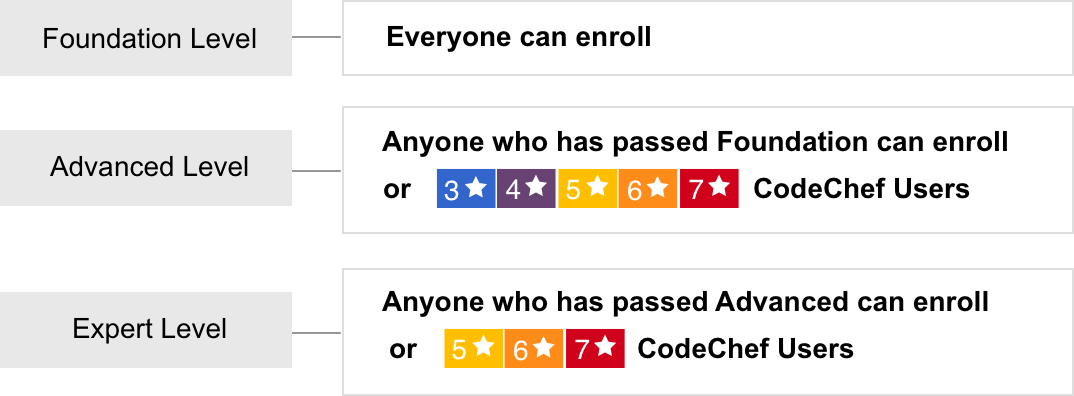 Foundation Level
Everyone can enroll
Advanced Level
Anyone who has passed Foundation can enroll
or 3★ 4★ 5★ 6★ 7★ CodeChef Users
Expert Level
Anyone who has passed Advanced can enroll
or 5★ 6★ 7★ CodeChef Users